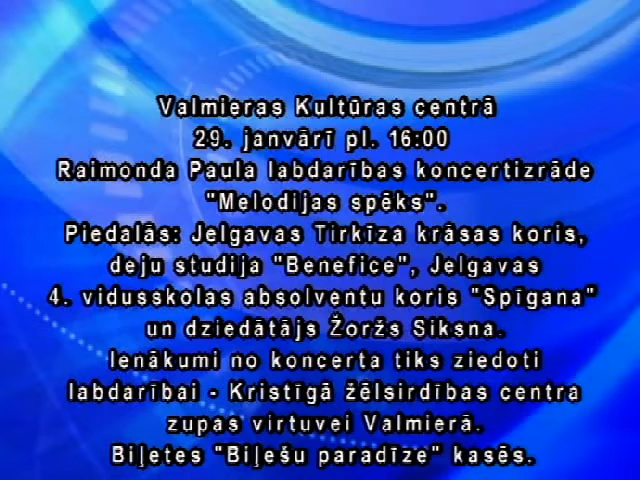 Valmieras Kultūras centrā
29. janvārī pl. 16:00
Raimonda Paula labdarības koncertizrāde
"Melodijas spēks".
Piedalās: Jelgavas Tirkīza krāsas koris,
deju studija "Benefice", Jelgavas
4. vidusskolas absolventu koris "Spīgana"
un dziedātājs Žoržs Siksna.
Ienākumi no koncerta tiks ziedoti
labdarībai - Kristīgā žēlsirdības centra
zupas virtuvei Valmierā.
Biļetes "Biļešu paradīze" kasēs.